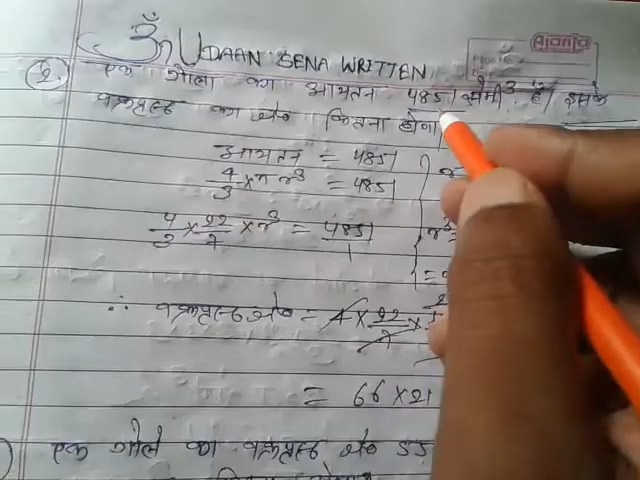 ॐ UDAAN SENA WRITTEN
Ajanta
2. एक गोला का आयतन 4851 सेमी³ है। इसके
वक्रपृष्ठ का क्षे० कितना होगा
आयतन = 4851
4/3 × π r³ = 4851
4/3 × 22/7 × r³ = 4851/1
∴ वक्रपृष्ठ क्षे० = 4 × 22/7 ×
= 66 × 21
एक गोले का वक्रपृष्ठ क्षे० 55